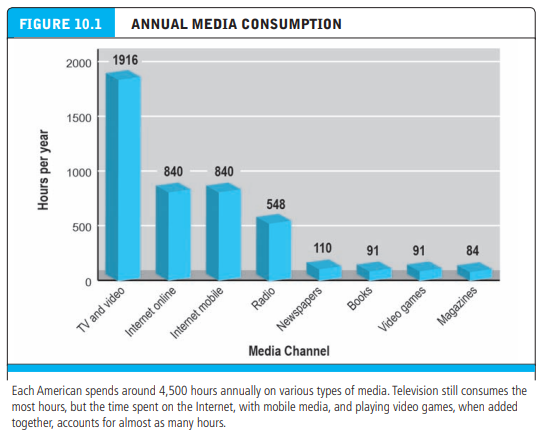 FIGURE 10.1 ANNUAL MEDIA CONSUMPTION
2000
1500
1000
500
0
Hours per year
1916
840
840
548
110
91
91
84
TV and video
Internet online
Internet mobile
Radio
Newspapers
Books
Video games
Magazines
Media Channel
Each American spends around 4,500 hours annually on various types of media. Television still consumes the
most hours, but the time spent on the Internet, with mobile media, and playing video games, when added
together, accounts for almost as many hours.